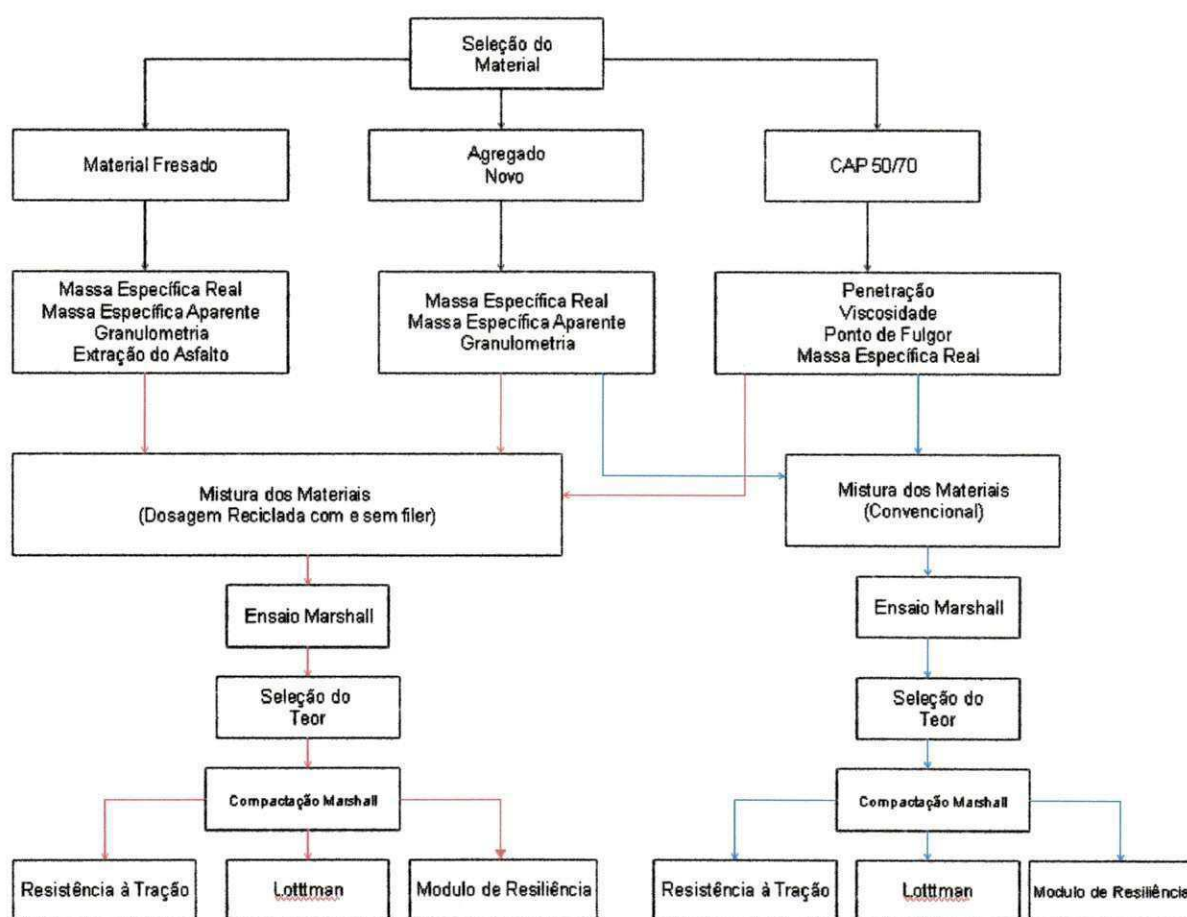 Seleção do
Material
Material Fresado
Agregado
Novo
CAP 50/70
Massa Específica Real
Massa Específica Aparente
Granulometria
Extração do Asfalto
Massa Específica Real
Massa Específica Aparente
Granulometria
Penetração
Viscosidade
Ponto de Fulgor
Massa Específica Real
Mistura dos Materiais
(Dosagem Reciclada com e sem filer)
Mistura dos Materiais
(Convencional)
Ensaio Marshall
Ensaio Marshall
Seleção do
Teor
Seleção do
Teor
Compactação Marshall
Compactação Marshall
Resistência à Tração
Lotttman
Modulo de Resiliência
Resistência à Tração
Lotttman
Modulo de Resiliência